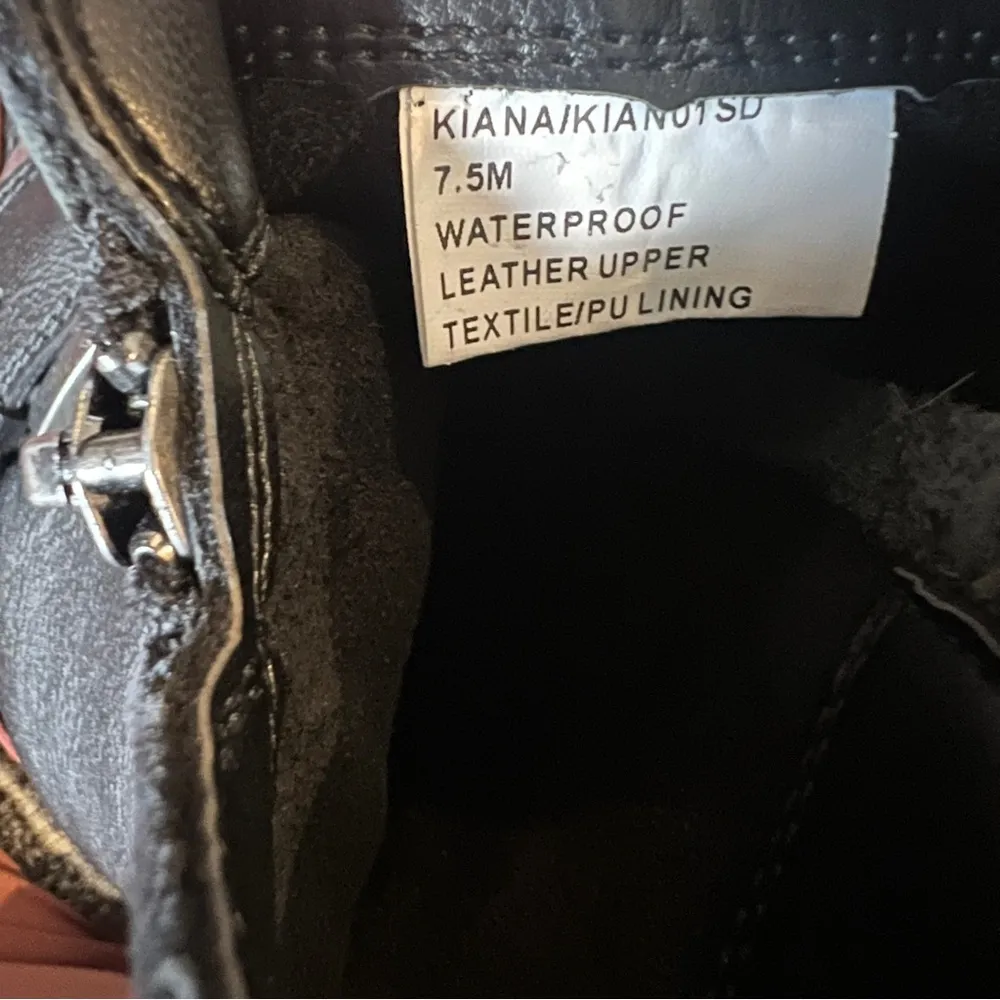 KIANA/KIAN01SD
7.5M
WATERPROOF
LEATHER UPPER
TEXTILE/PU LINING